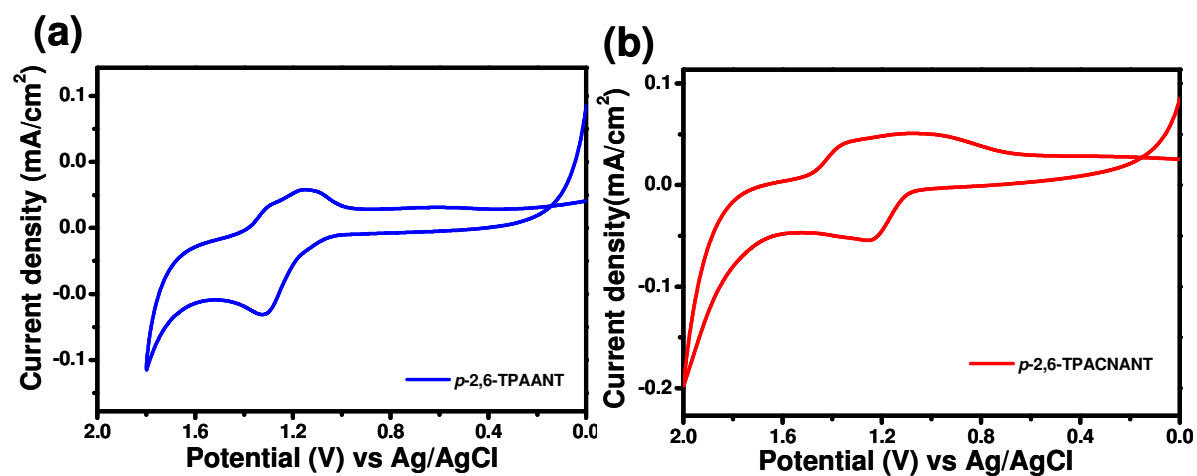 (a)
Current density (mA/cm2)
0.1
0.0
0.0
-0.0
-0.1
p-2,6-TPAANT
2.0
1.6
1.2
0.8
0.4
0.0
Potential (V) vs Ag/AgCl
(b)
Current density(mA/cm2)
0.1
0.0
-0.1
-0.2
p-2,6-TPACNANT
2.0
1.6
1.2
0.8
0.4
0.0
Potential (V) vs Ag/AgCl